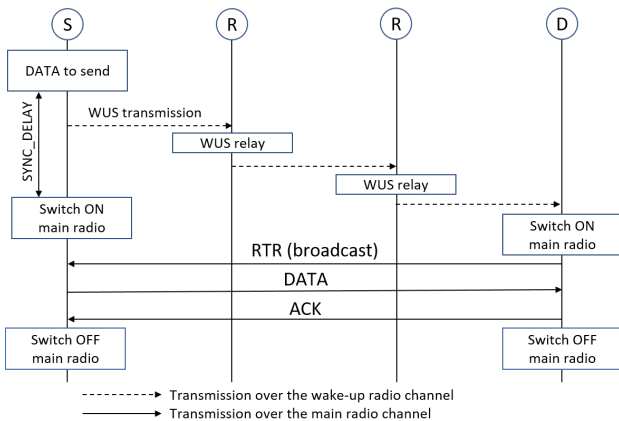 S
R
R
D
DATA to send
SYNC_DELAY
WUS transmission
WUS relay
WUS relay
Switch ON
main radio
Switch ON
main radio
RTR (broadcast)
DATA
ACK
Switch OFF
main radio
Switch OFF
main radio
Transmission over the wake-up radio channel
Transmission over the main radio channel